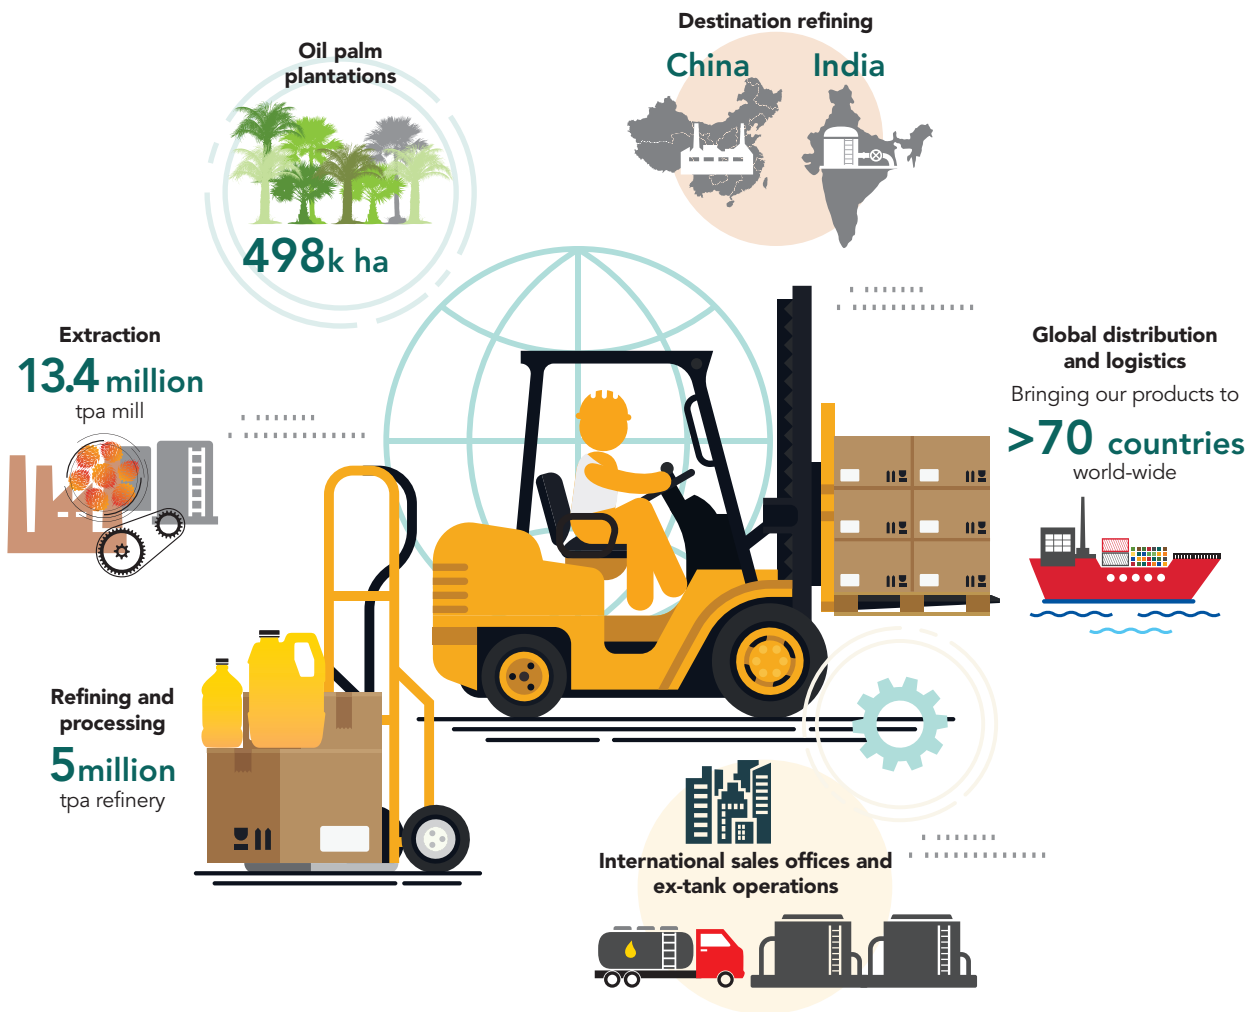 Oil palm
plantations
498k ha
Destination refining
China
India
Extraction
13.4 million
tpa mill
Global distribution
and logistics
Bringing our products to
>70 countries
world-wide
Refining and
processing
5million
tpa refinery
International sales offices and
ex-tank operations